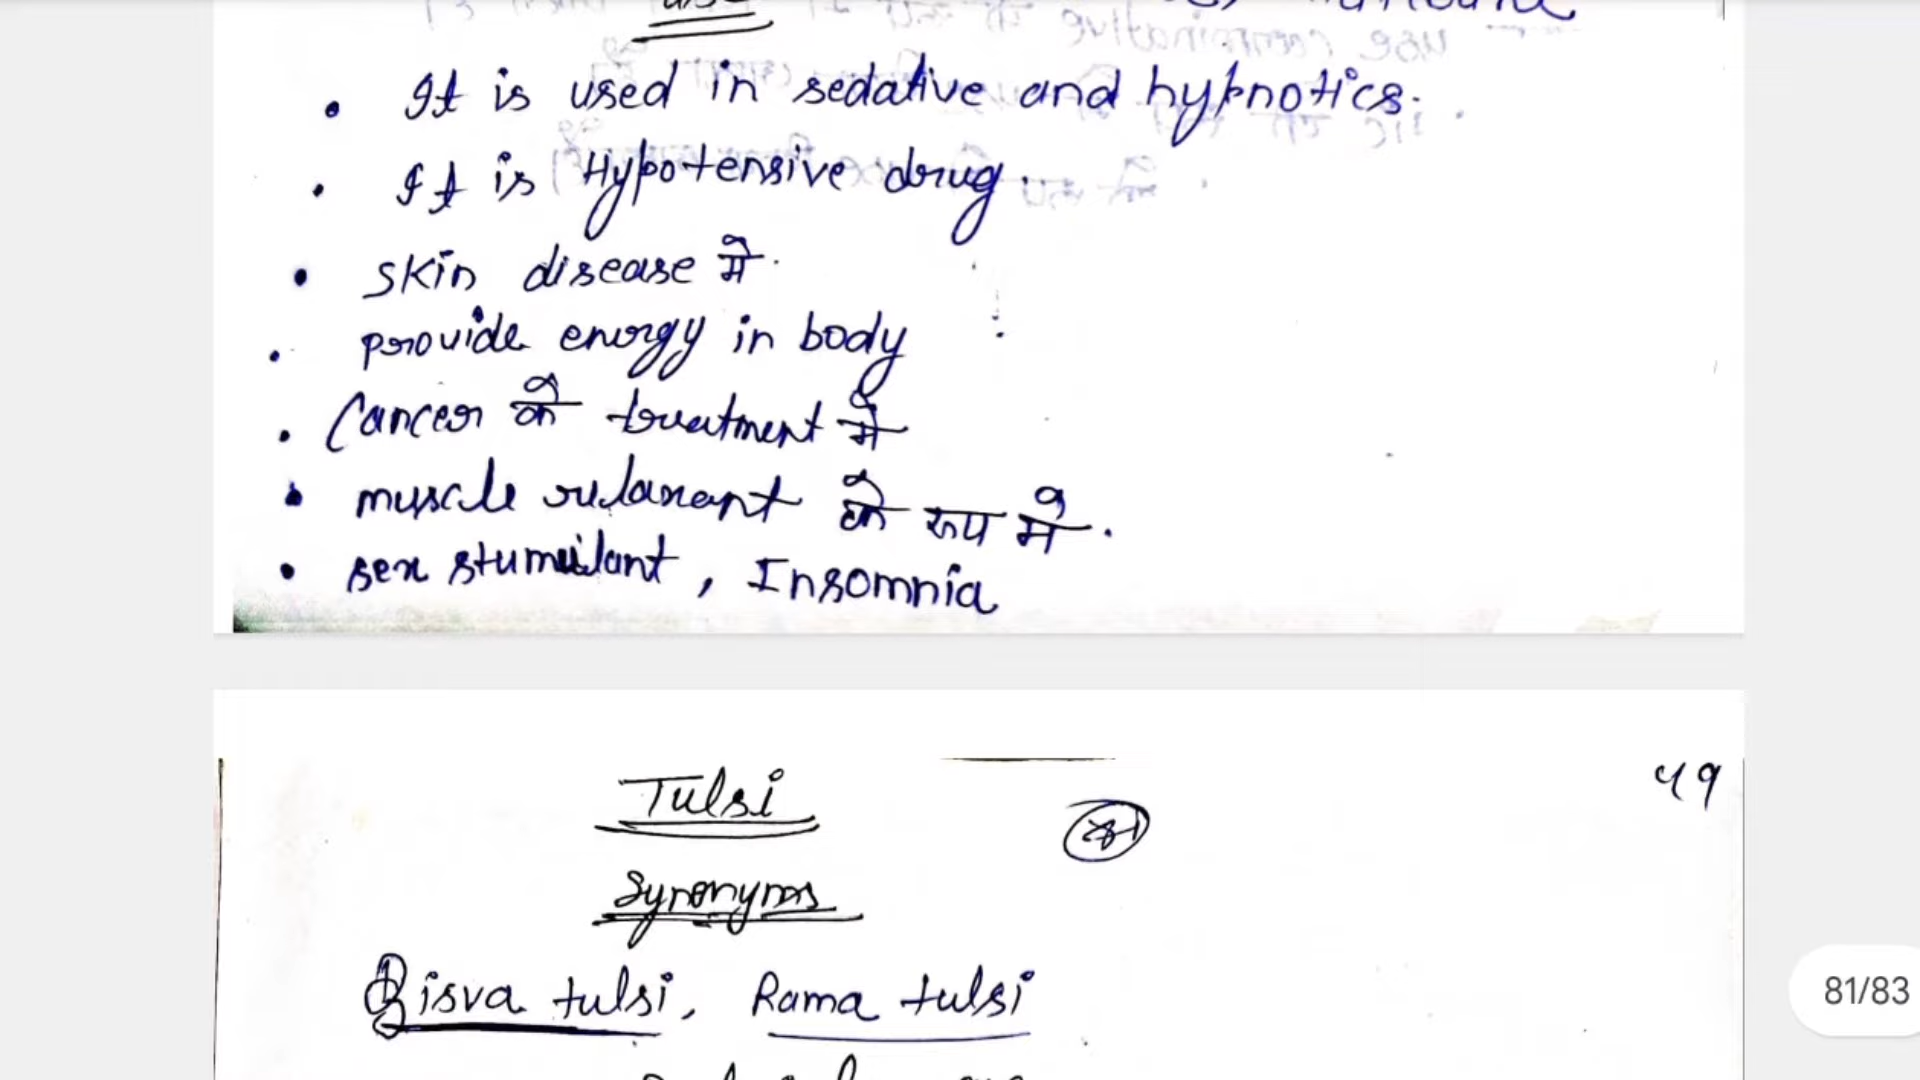 • It is used in sedative and hypnotics.
• It is Hypotensive drug.
• skin disease मे.
• provide energy in body
• Cancer के treatment में
• muscle relaxant के रूप मे.
• sex stumuilant, Insomnia
Tulsi
49
Synonyms
Bisva tulsi, Rama tulsi
81/83